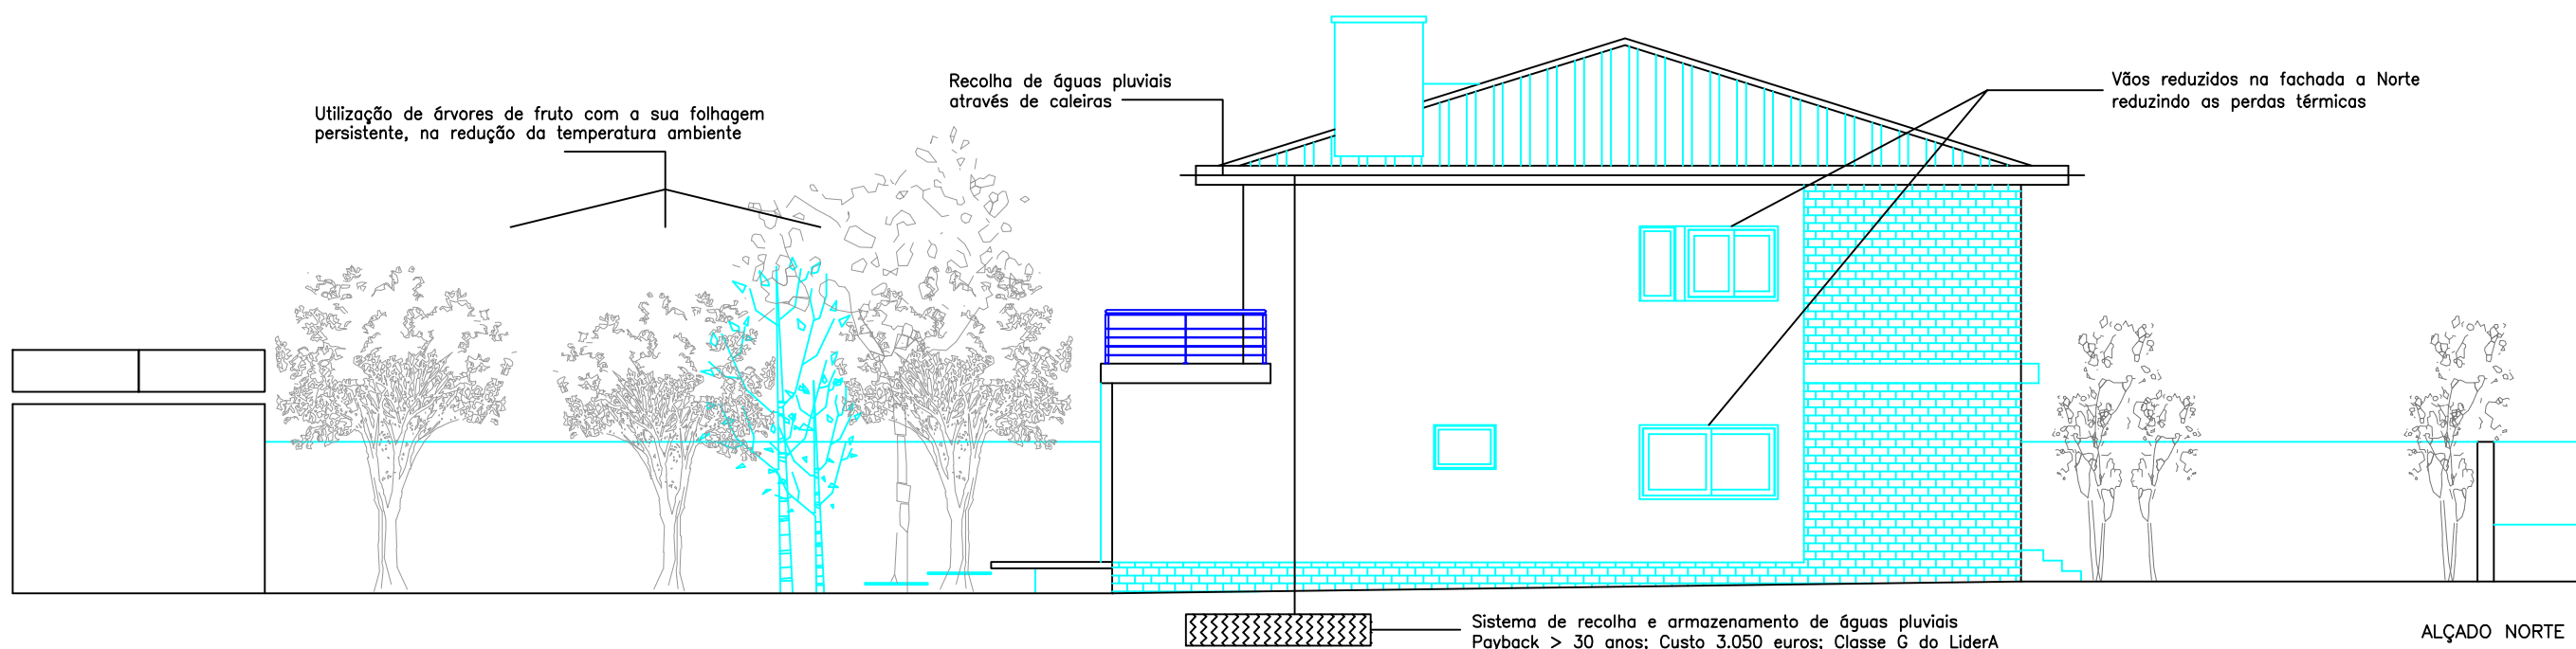 Utilização de árvores de fruto com a sua folhagem
persistente, na redução da temperatura ambiente
Recolha de águas pluviais
através de caleiras
Vãos reduzidos na fachada a Norte
reduzindo as perdas térmicas
Sistema de recolha e armazenamento de águas pluviais
Payback > 30 anos; Custo 3.050 euros; Classe G do LiderA
ALÇADO NORTE